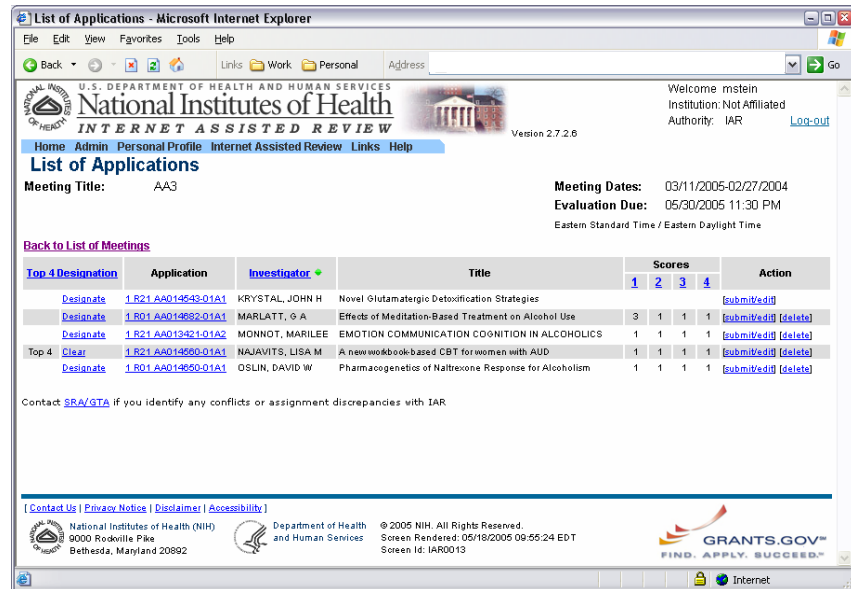 List of Applications - Microsoft Internet Explorer
File Edit View Favorites Tools Help
Back Links Work Personal Address Go
U.S. DEPARTMENT OF HEALTH AND HUMAN SERVICES
National Institutes of Health
INTERNET ASSISTED REVIEW
Version 2.7.2.6
Welcome mstein
Institution: Not Affiliated
Authority: IAR Log-out
Home Admin Personal Profile Internet Assisted Review Links Help
List of Applications
Meeting Title: AA3 Meeting Dates: 03/11/2005-02/27/2004
Evaluation Due: 05/30/2005 11:30 PM
Eastern Standard Time / Eastern Daylight Time
Back to List of Meetings
Top 4 Designation Application Investigator Title Scores Action
1 2 3 4
Designate 1 R21 AA014543-01A1 KRYSTAL, JOHN H Novel Glutamatergic Detoxification Strategies [submit/edit]
Designate 1 R01 AA014682-01A1 MARLATT, G A Effects of Meditation-Based Treatment on Alcohol Use 3 1 1 1 [submit/edit] [delete]
Designate 1 R21 AA013421-01A2 MONNOT, MARILEE EMOTION COMMUNICATION COGNITION IN ALCOHOLICS 1 1 1 1 [submit/edit] [delete]
Top 4 Clear 1 R21 AA014560-01A1 NAJAVITS, LISA M A new workbook-based CBT for women with AUD 1 1 1 1 [submit/edit] [delete]
Designate 1 R01 AA014650-01A1 OSLIN, DAVID W Pharmacogenetics of Naltrexone Response for Alcoholism 1 1 1 1 [submit/edit] [delete]
Contact SRA/GTA if you identify any conflicts or assignment discrepancies with IAR
[ Contact Us | Privacy Notice | Disclaimer | Accessibility ]
National Institutes of Health (NIH)
9000 Rockville Pike
Bethesda, Maryland 20892
Department of Health
and Human Services
© 2005 NIH. All Rights Reserved.
Screen Rendered: 05/18/2005 09:55:24 EDT
Screen Id: IAR0013
GRANTS.GOV℠
FIND. APPLY. SUCCEED.℠
Internet